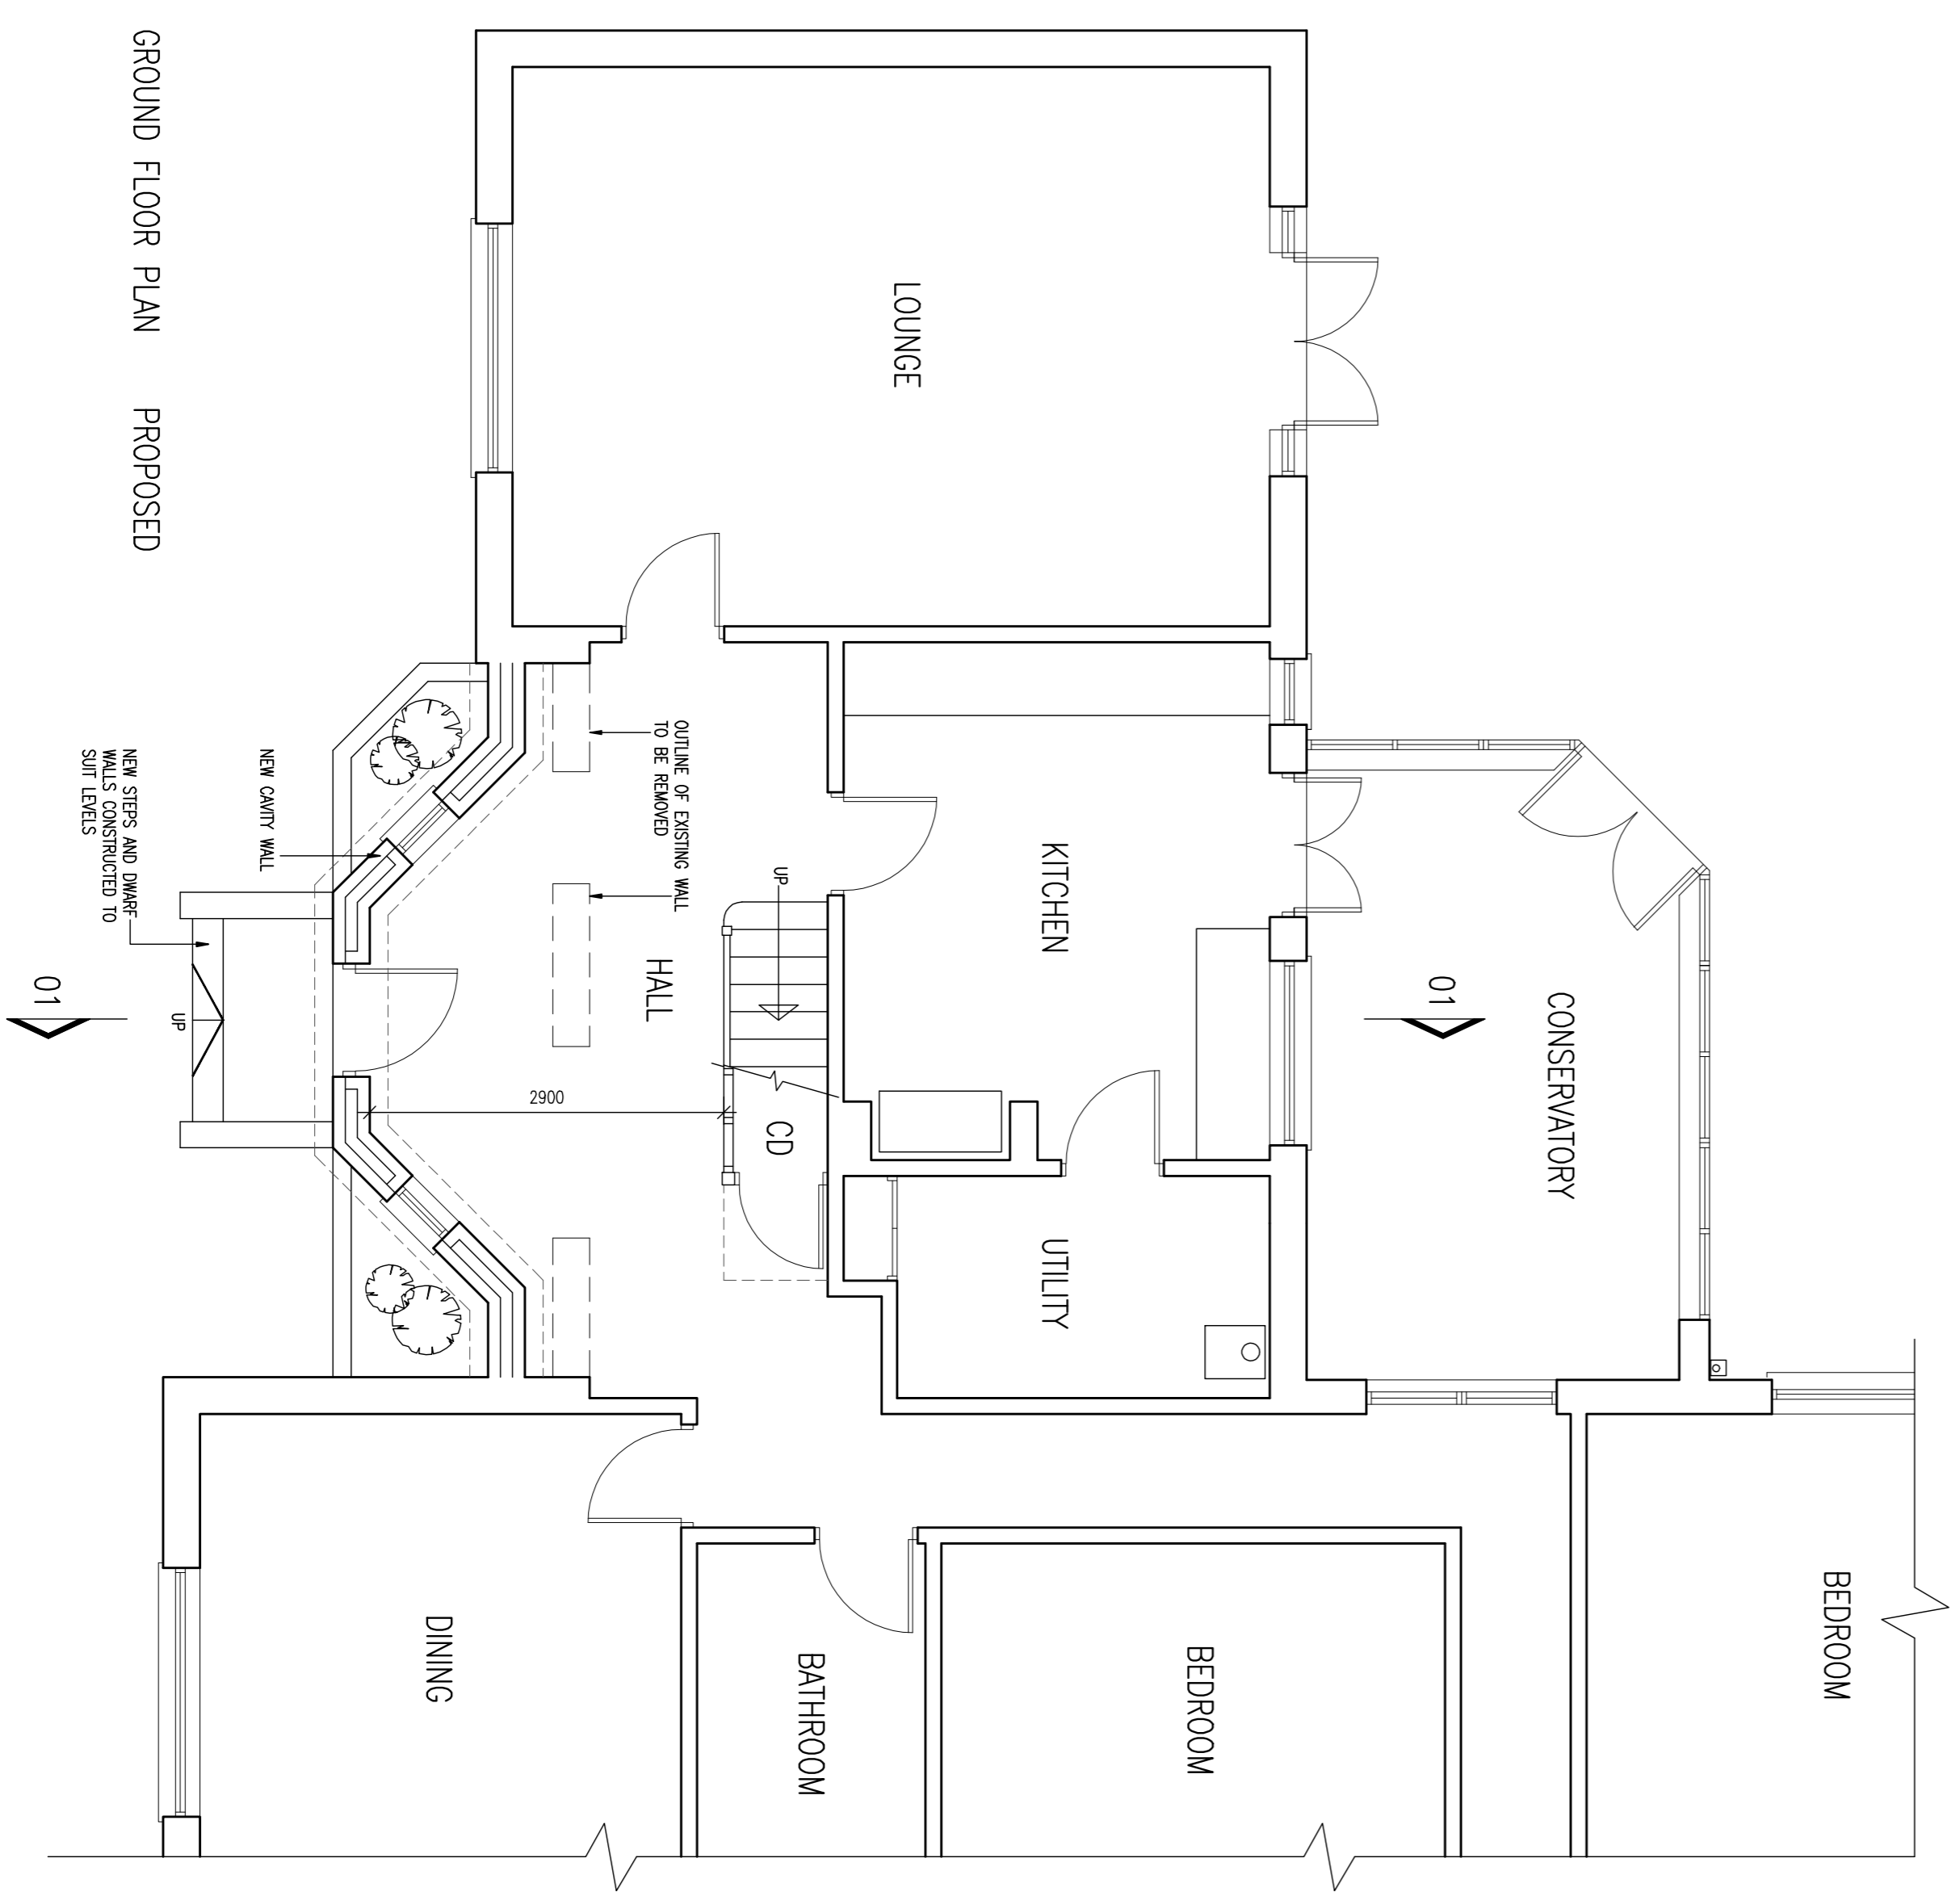 CONSERVATORY
BEDROOM
01
LOUNGE
KITCHEN
UTILITY
BEDROOM
UP
CD
BATHROOM
OUTLINE OF EXISTING WALL
TO BE REMOVED
HALL
2900
DINING
NEW CAVITY WALL
UP
NEW STEPS AND DWARF
WALLS CONSTRUCTED TO
SUIT LEVELS
01
GROUND FLOOR PLAN PROPOSED